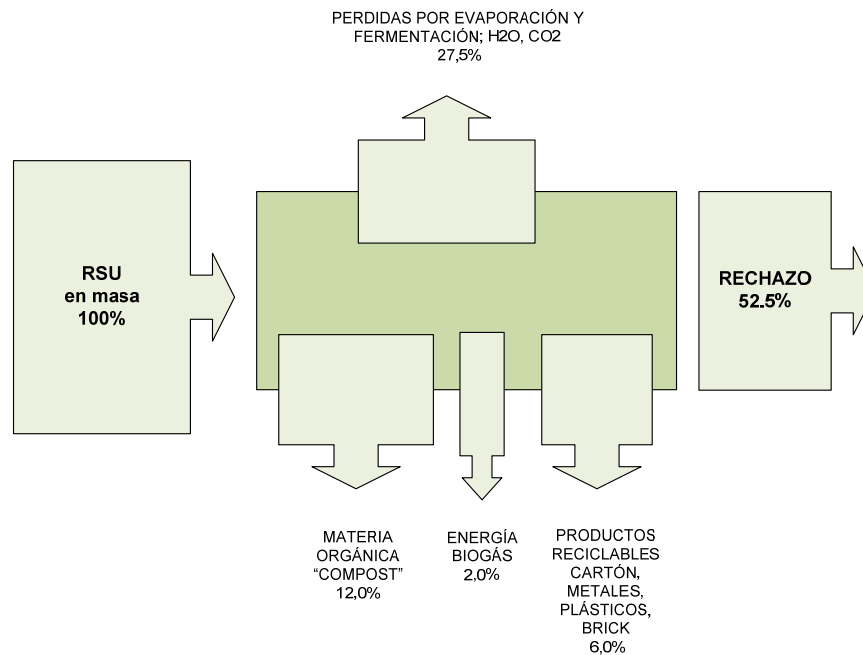 PERDIDAS POR EVAPORACIÓN Y
FERMENTACIÓN; H2O, CO2
27,5%
RSU
en masa
100%
RECHAZO
52.5%
MATERIA
ORGÁNICA
“COMPOST”
12,0%
ENERGÍA
BIOGÁS
2,0%
PRODUCTOS
RECICLABLES
CARTÓN,
METALES,
PLÁSTICOS,
BRICK
6,0%